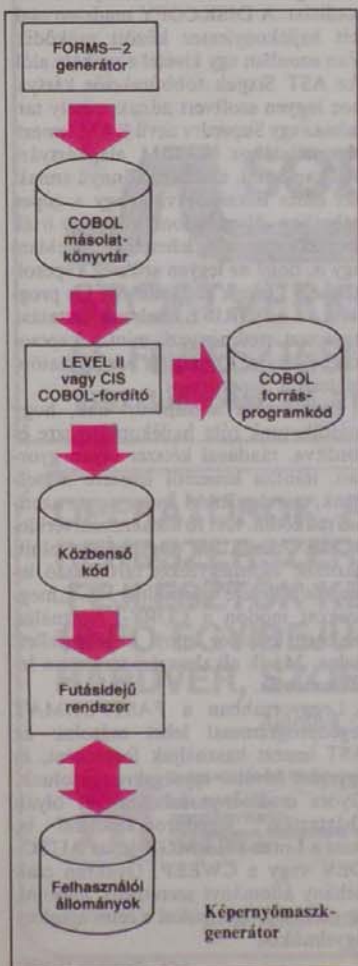 FORMS—2
generátor
COBOL
másolat-
könyvtár
LEVEL II
vagy CIS
COBOL-fordító
COBOL
forrás-
programkód
Közbenső
kód
Futásidejű
rendszer
Felhasználói
állományok
Képernyőmaszk-
generátor